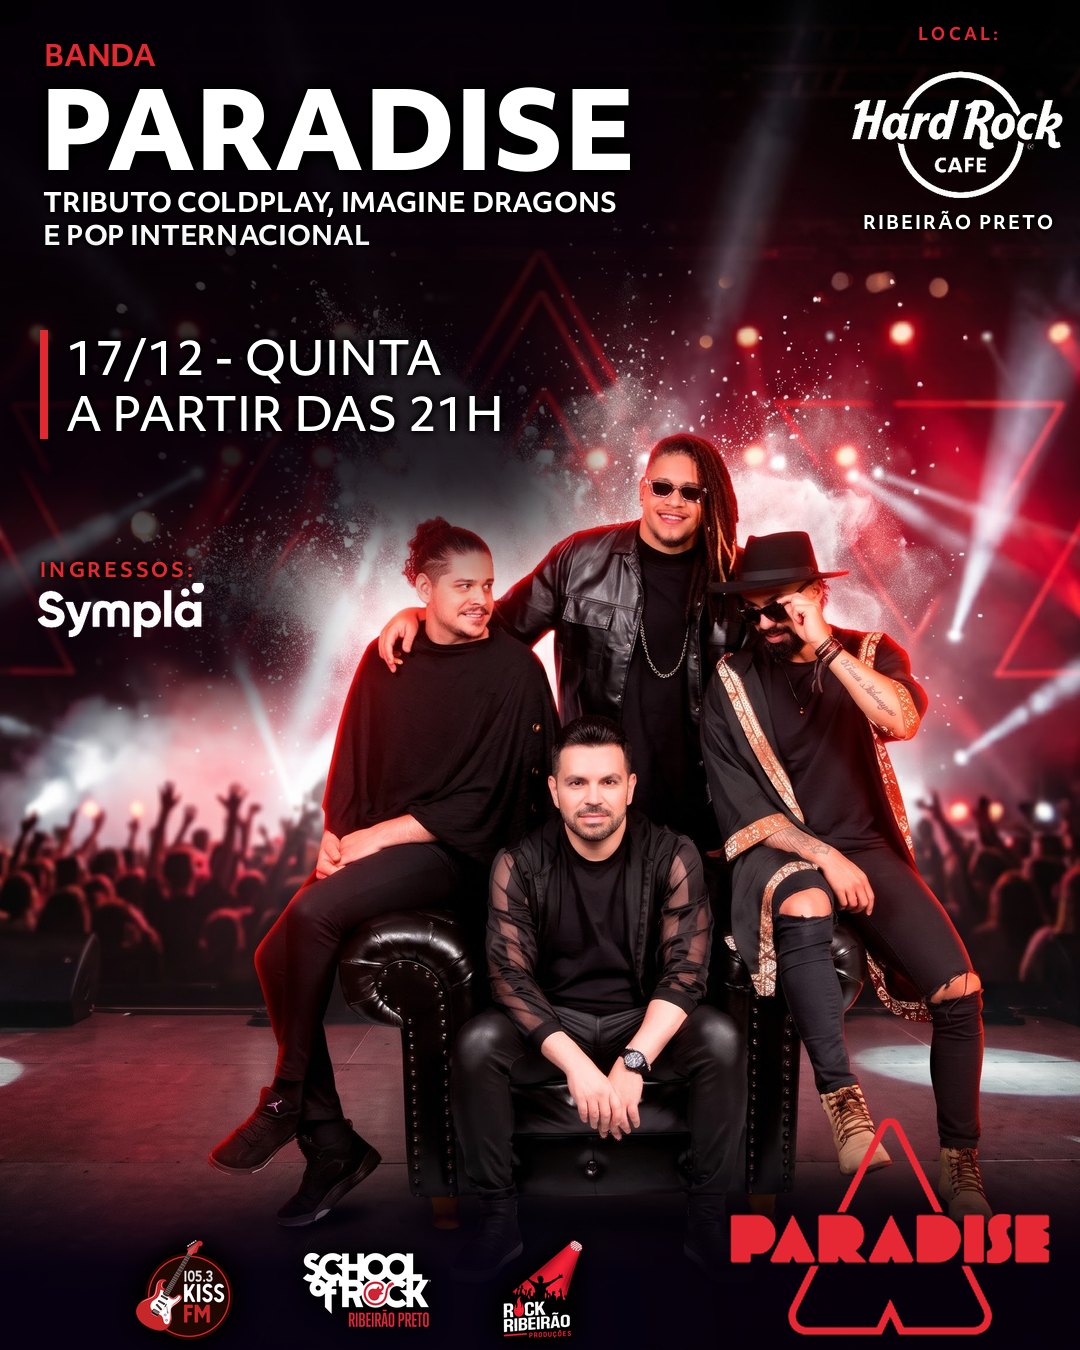 BANDA
PARADISE
TRIBUTO COLDPLAY, IMAGINE DRAGONS
E POP INTERNACIONAL
LOCAL:
Hard Rock
CAFE
RIBEIRÃO PRETO
17/12 - QUINTA
A PARTIR DAS 21H
INGRESSOS:
Symplä
PARADISE
105.3
KISS
FM
SCHOOL
of ROCK
RIBEIRÃO PRETO
ROCK
RIBEIRÃO
PRODUÇÕES